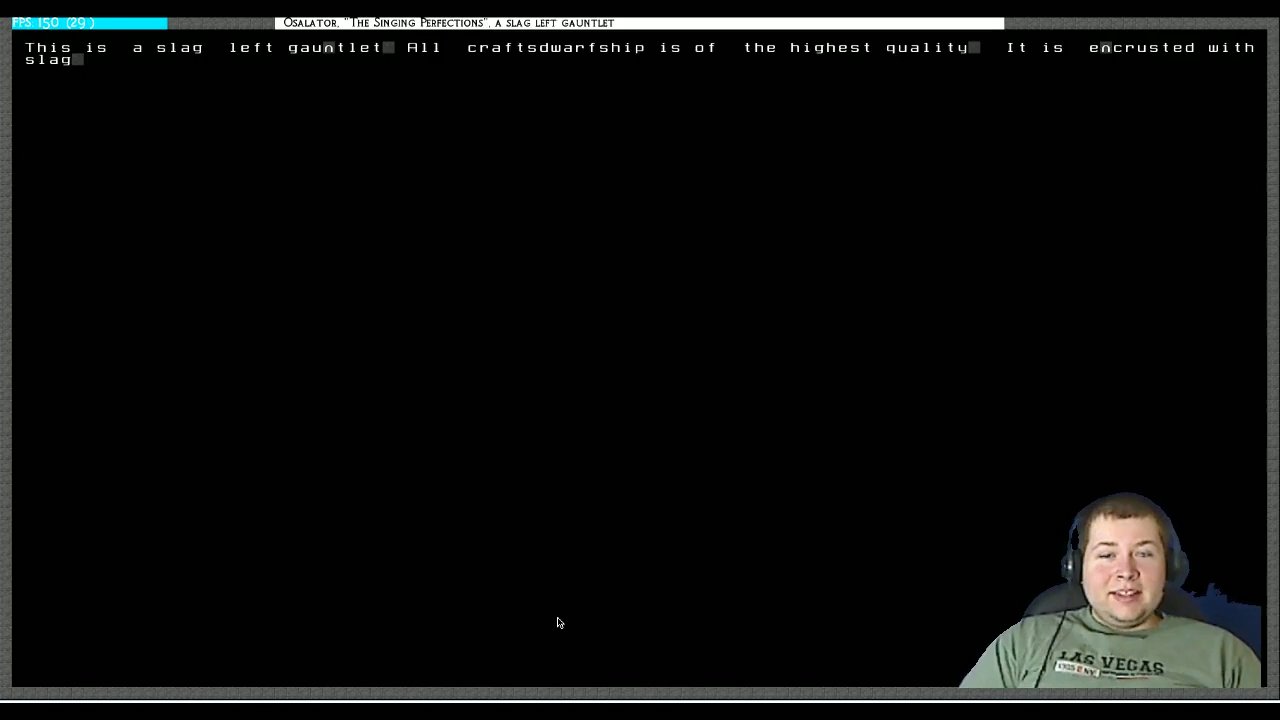 FPS: 150 (29 )
Osalator, "The Singing Perfections", a slag left gauntlet
This is a slag left gauntlet All craftsdwarfship is of the highest quality It is encrusted with
slag
LAS VEGAS